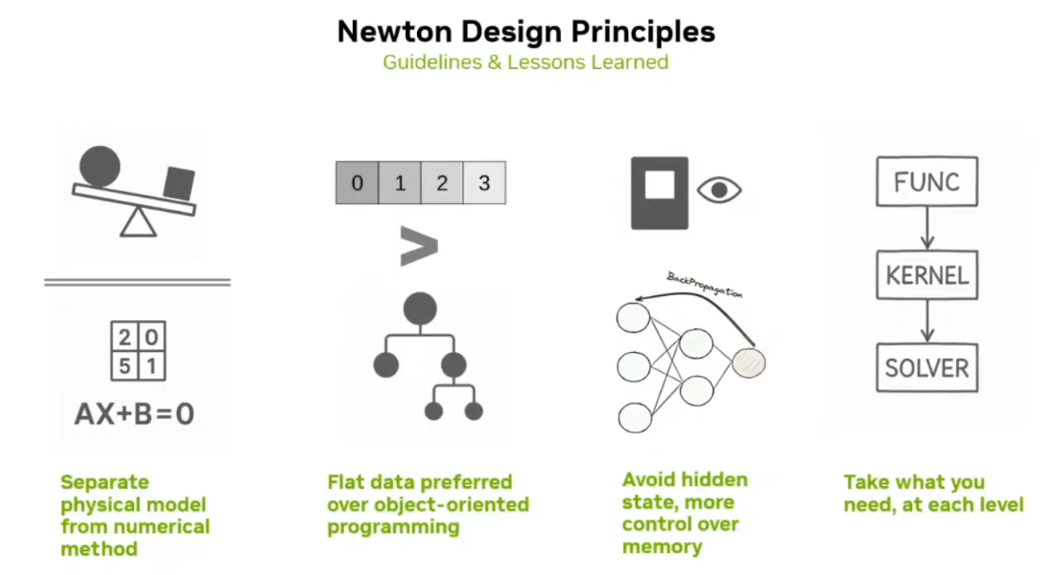 Newton Design Principles
Guidelines & Lessons Learned
2 0
5 1
AX+B=0
Separate
physical model
from numerical
method
0 1 2 3
>
Flat data preferred
over object-oriented
programming
BackPropagation
Avoid hidden
state, more
control over
memory
FUNC
KERNEL
SOLVER
Take what you
need, at each level